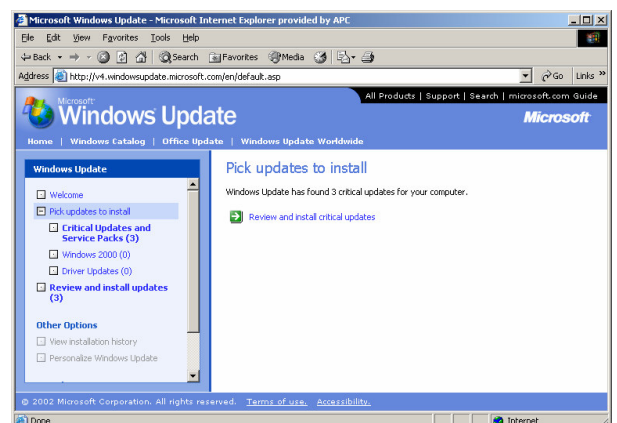 Microsoft Windows Update - Microsoft Internet Explorer provided by APC
File Edit View Favorites Tools Help
Back Search Favorites Media
Address http://v4.windowsupdate.microsoft.com/en/default.asp Go Links »
All Products | Support | Search | microsoft.com Guide
Microsoft
Windows Update
Microsoft
Home | Windows Catalog | Office Update | Windows Update Worldwide
Windows Update
Welcome
Pick updates to install
Critical Updates and
Service Packs (3)
Windows 2000 (0)
Driver Updates (0)
Review and install updates
(3)
Other Options
View installation history
Personalize Windows Update
Pick updates to install
Windows Update has found 3 critical updates for your computer.
Review and install critical updates
© 2002 Microsoft Corporation. All rights reserved. Terms of use. Accessibility.
Done Internet